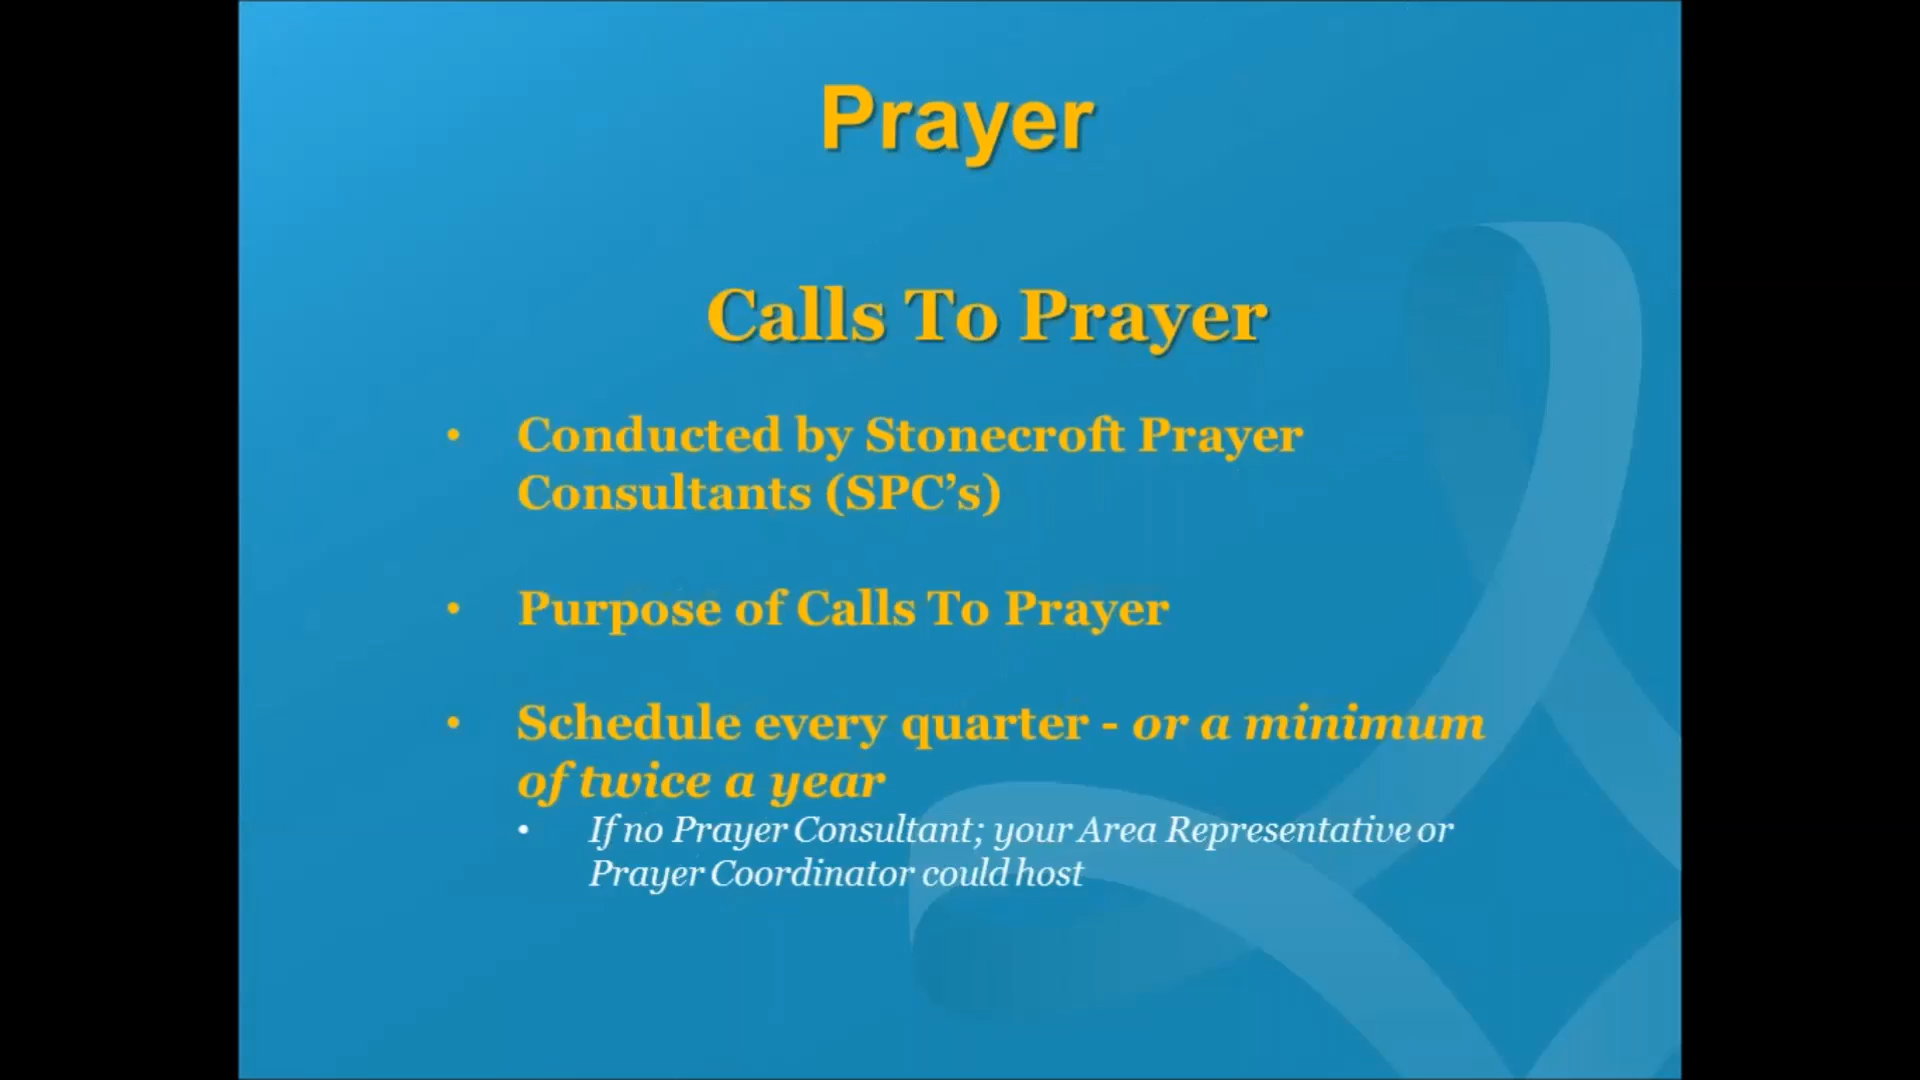 Prayer
Calls To Prayer
• Conducted by Stonecroft Prayer
Consultants (SPC’s)
• Purpose of Calls To Prayer
• Schedule every quarter - or a minimum
of twice a year
• If no Prayer Consultant; your Area Representative or
Prayer Coordinator could host